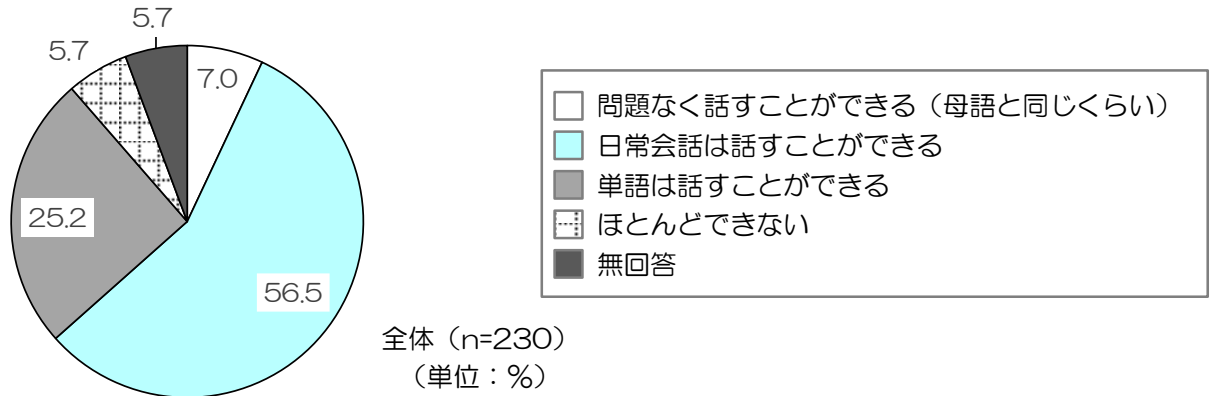 5.7
5.7
7.0
25.2
56.5
問題なく話すことができる（母語と同じくらい）
日常会話は話すことができる
単語は話すことができる
ほとんどできない
無回答
全体（n=230）
（単位：％）